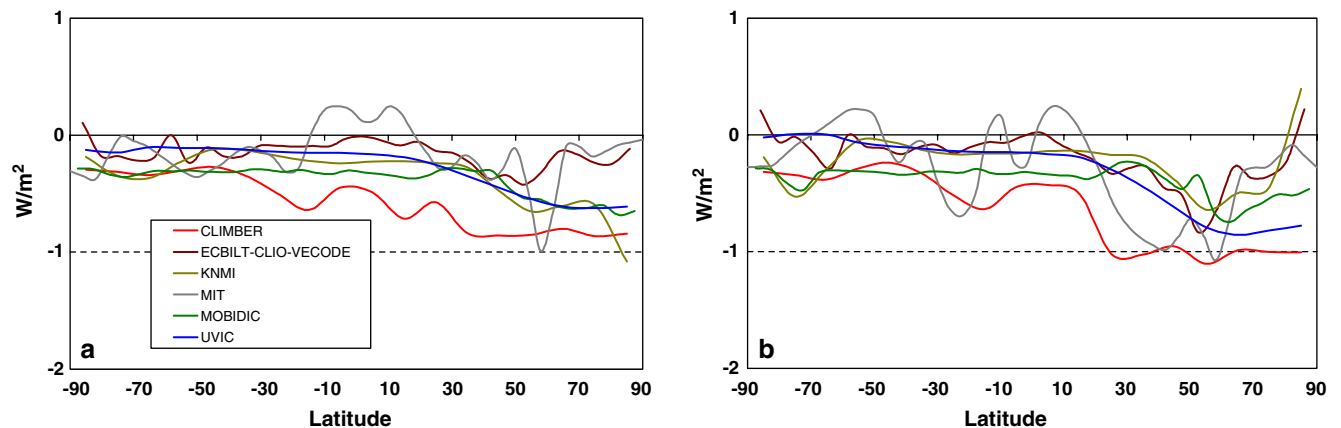 1
0
-1
-2
W/m²
CLIMBER
ECBILT-CLIO-VECODE
KNMI
MIT
MOBIDIC
UVIC
a
-90 -70 -50 -30 -10 10 30 50 70 90
Latitude
1
0
-1
-2
W/m²
b
-90 -70 -50 -30 -10 10 30 50 70 90
Latitude